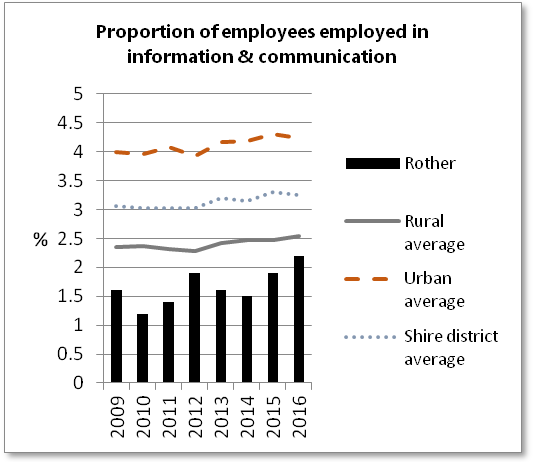 Proportion of employees employed in
information & communication
5
4.5
4
3.5
3
2.5
2
1.5
1
0.5
0
%
2009
2010
2011
2012
2013
2014
2015
2016
Rother
Rural
average
Urban
average
Shire district
average